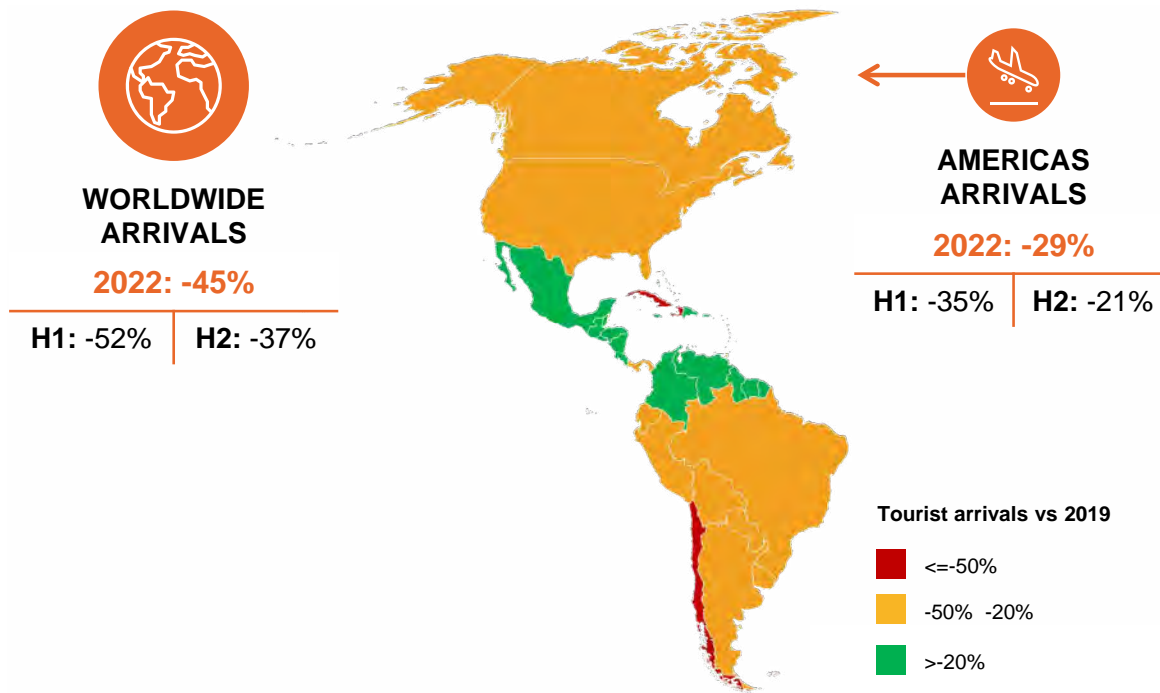 WORLDWIDE
ARRIVALS
2022: -45%
H1: -52%
H2: -37%
AMERICAS
ARRIVALS
2022: -29%
H1: -35%
H2: -21%
Tourist arrivals vs 2019
<=-50%
-50%  -20%
>-20%